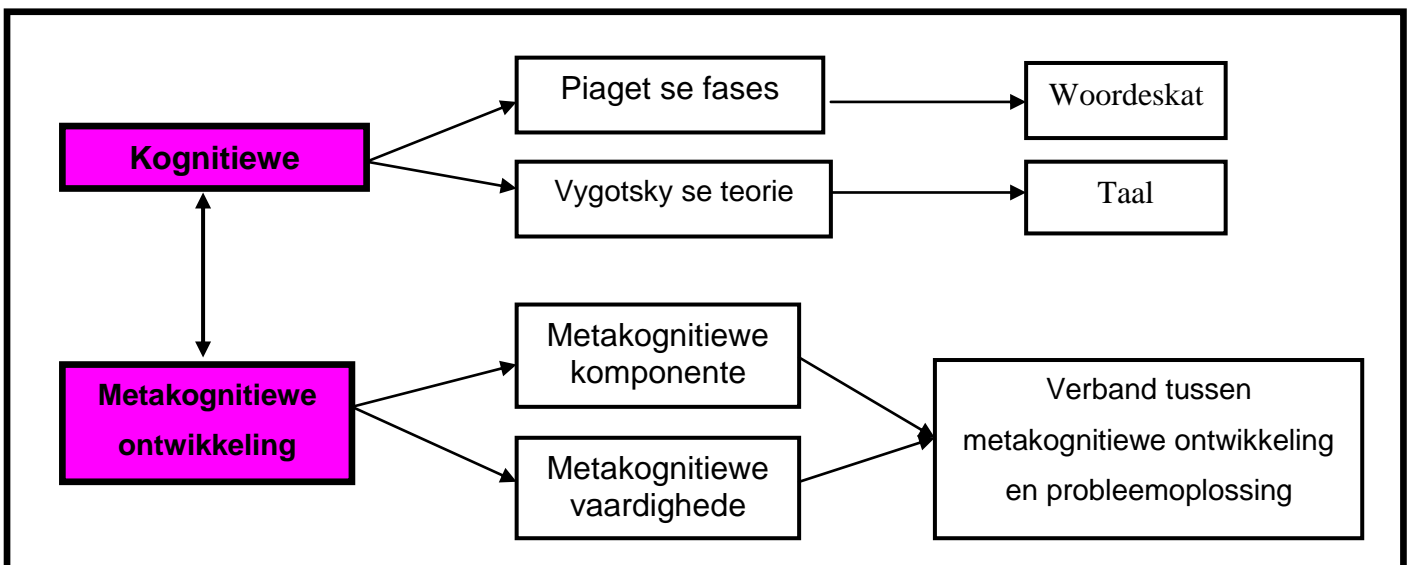 Piaget se fases
Woordeskat
Kognitiewe
Vygotsky se teorie
Taal
Metakognitiewe
komponente
Metakognitiewe
ontwikkeling
Verband tussen
metakognitiewe ontwikkeling
en probleemoplossing
Metakognitiewe
vaardighede